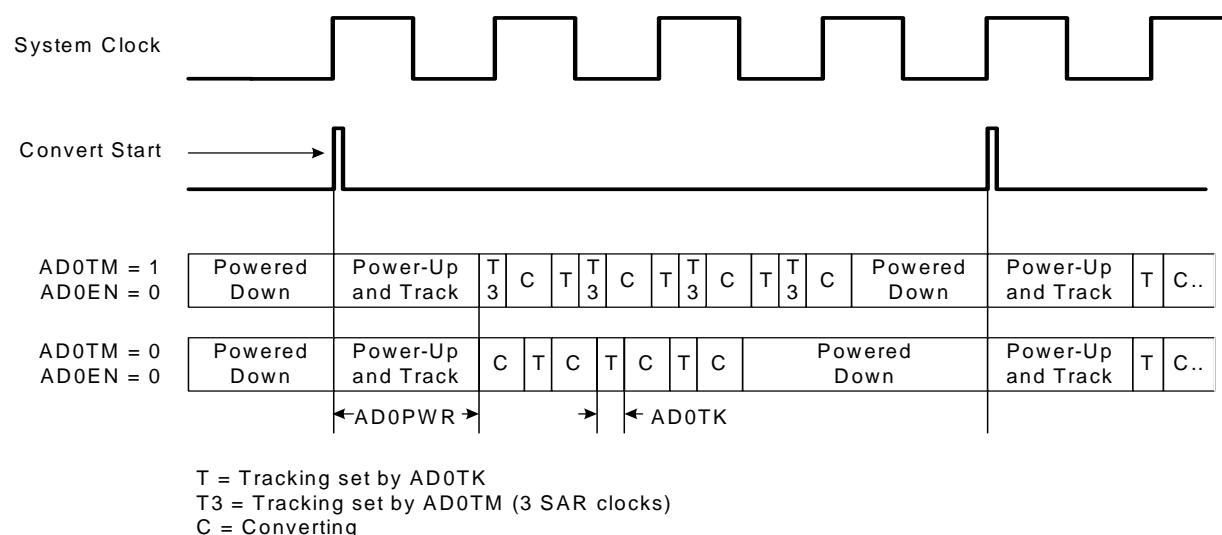 System Clock
Convert Start
AD0TM = 1
AD0EN = 0
Powered
Down
Power-Up
and Track
T
3
C
T
T
3
C
T
T
3
C
T
T
3
C
Powered
Down
Power-Up
and Track
T
C..
AD0TM = 0
AD0EN = 0
Powered
Down
Power-Up
and Track
C
T
C
T
C
T
C
Powered
Down
Power-Up
and Track
T
C..
AD0PWR
AD0TK
T = Tracking set by AD0TK
T3 = Tracking set by AD0TM (3 SAR clocks)
C = Converting